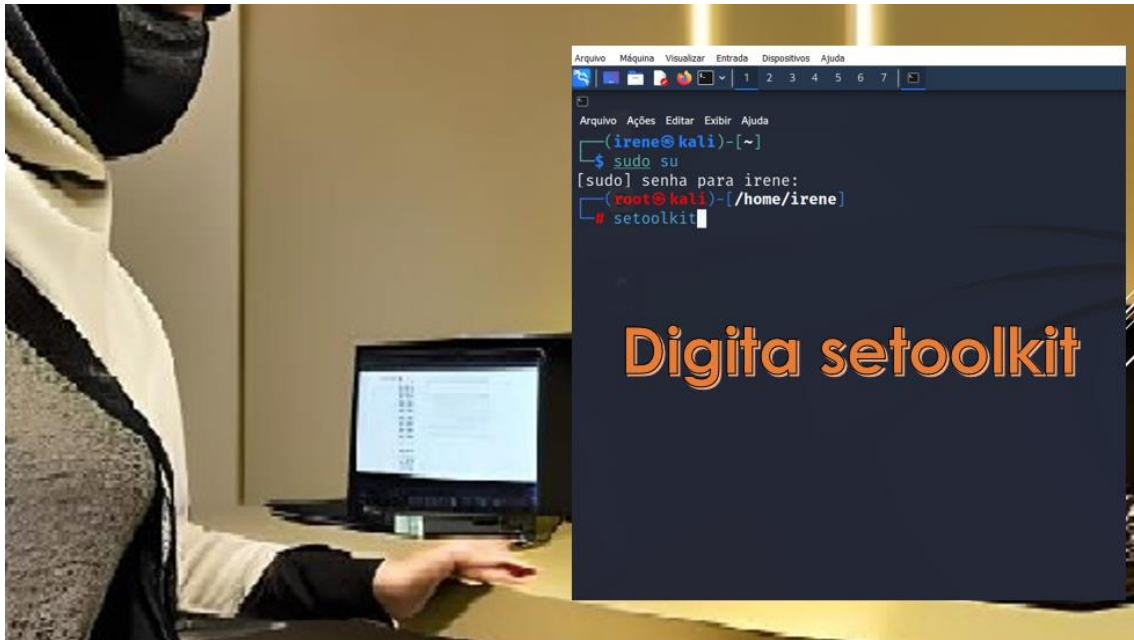 Arquivo Máquina Visualizar Entrada Dispositivos Ajuda
1 2 3 4 5 6 7
Arquivo Ações Editar Exibir Ajuda
(irene㉿kali)-[~]
$ sudo su
[sudo] senha para irene:
(root㉿kali)-[/home/irene]
# setoolkit
Digita setoolkit